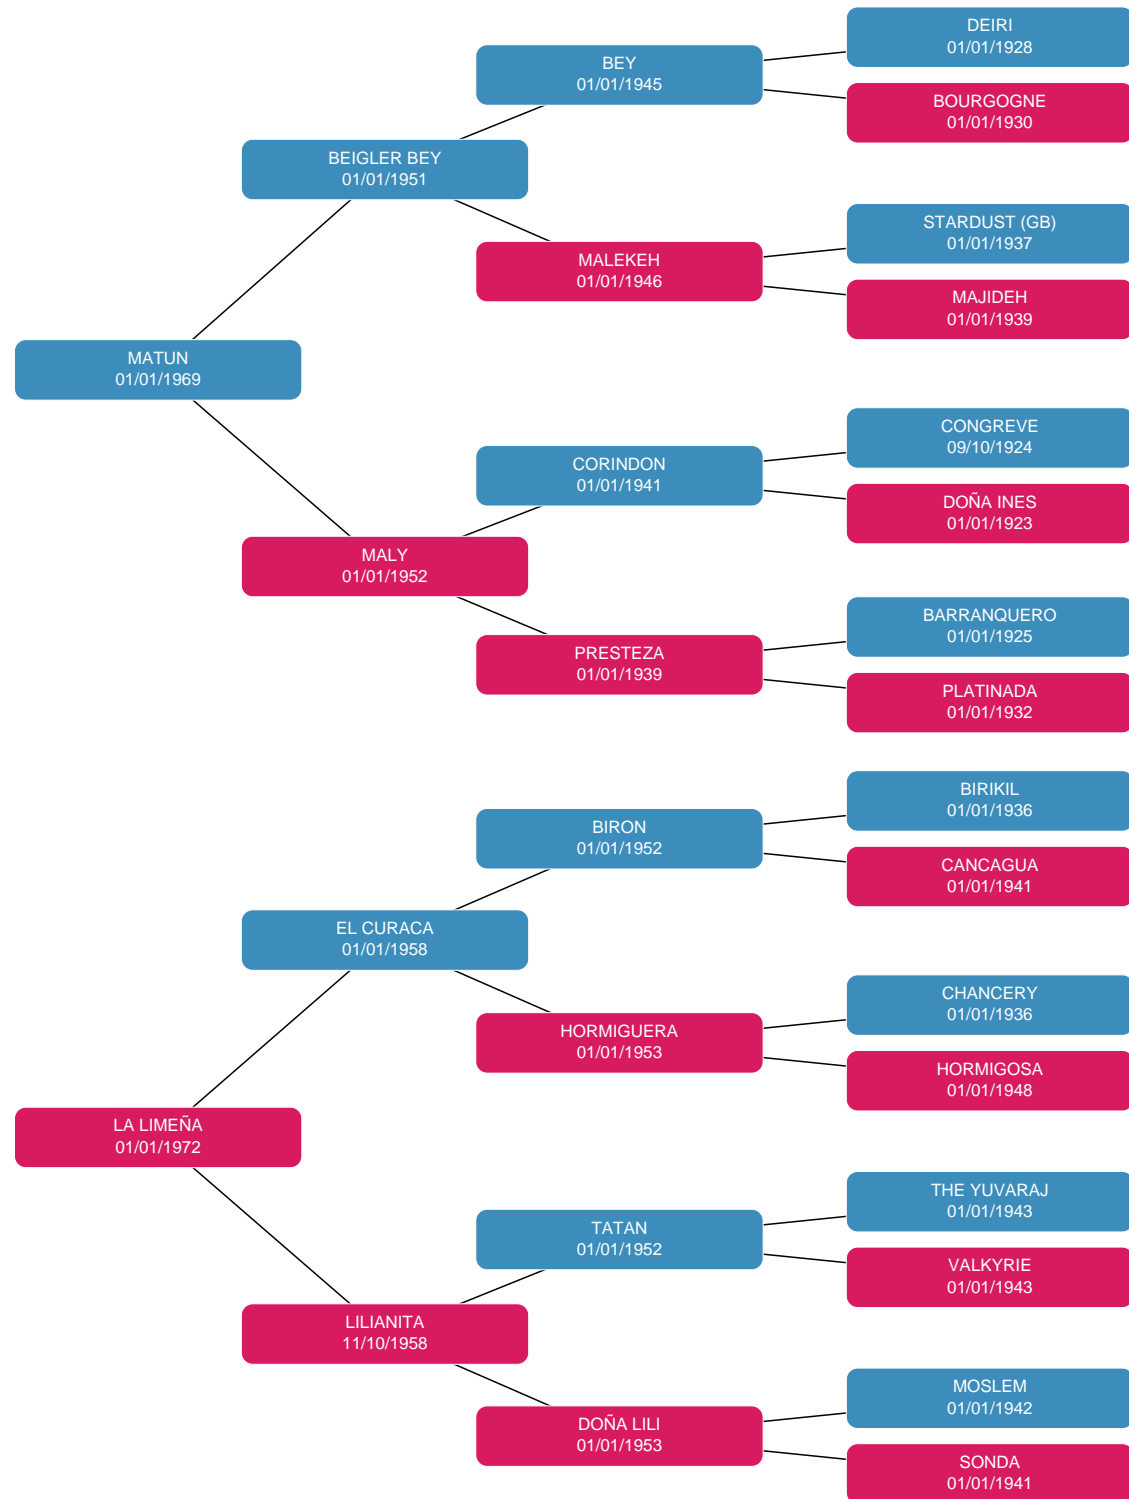 DEIRI
01/01/1928
BEY
01/01/1945
BOURGOGNE
01/01/1930
BEIGLER BEY
01/01/1951
STARDUST (GB)
01/01/1937
MALEKEH
01/01/1946
MAJIDEH
01/01/1939
MATUN
01/01/1969
CONGREVE
09/10/1924
CORINDON
01/01/1941
DOÑA INES
01/01/1923
MALY
01/01/1952
BARRANQUERO
01/01/1925
PRESTEZA
01/01/1939
PLATINADA
01/01/1932
BIRIKIL
01/01/1936
BIRON
01/01/1952
CANCAGUA
01/01/1941
EL CURACA
01/01/1958
CHANCERY
01/01/1936
HORMIGUERA
01/01/1953
HORMIGOSA
01/01/1948
LA LIMEÑA
01/01/1972
THE YUVARAJ
01/01/1943
TATAN
01/01/1952
VALKYRIE
01/01/1943
LILIANITA
11/10/1958
MOSLEM
01/01/1942
DOÑA LILI
01/01/1953
SONDA
01/01/1941